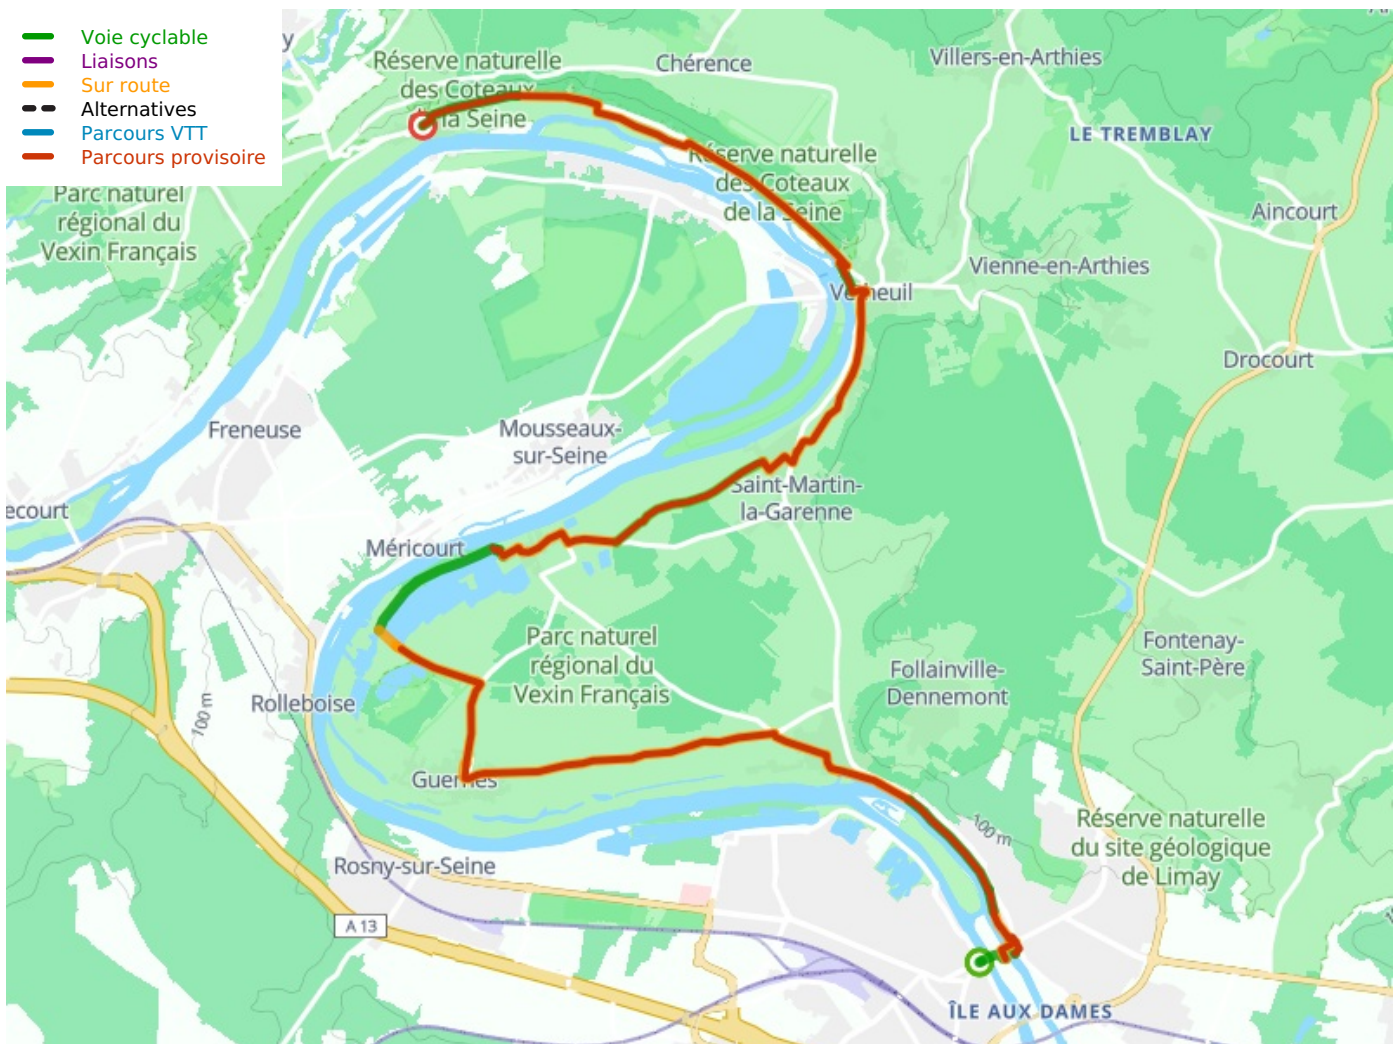 Voie cyclable
Liaisons
Sur route
Alternatives
Parcours VTT
Parcours provisoire
y
Réserve naturelle
des Coteaux
la Seine
Chérence
Villers-en-Arthies
LE TREMBLAY
Réserve naturelle
des Coteaux
de la Seine
Parc naturel
régional du
Vexin Français
Aincourt
Vienne-en-Arthies
Drocourt
Freneuse
Mousseaux-
sur-Seine
Saint-Martin-
la-Garenne
ecourt
Méricourt
Parc naturel
régional du
Vexin Français
Fontenay-
Saint-Père
Follainville-
Dennemont
100 m
Rolleboise
Guernes
100 m
Réserve naturelle
du site géologique
de Limay
Rosny-sur-Seine
A 13
ÎLE AUX DAMES